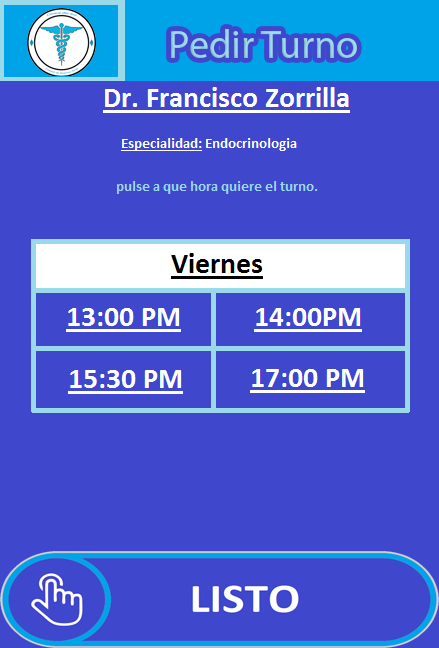 Pedir Turno
Dr. Francisco Zorrilla
Especialidad: Endocrinologia
pulse a que hora quiere el turno.
Viernes
13:00 PM
14:00PM
15:30 PM
17:00 PM
LISTO